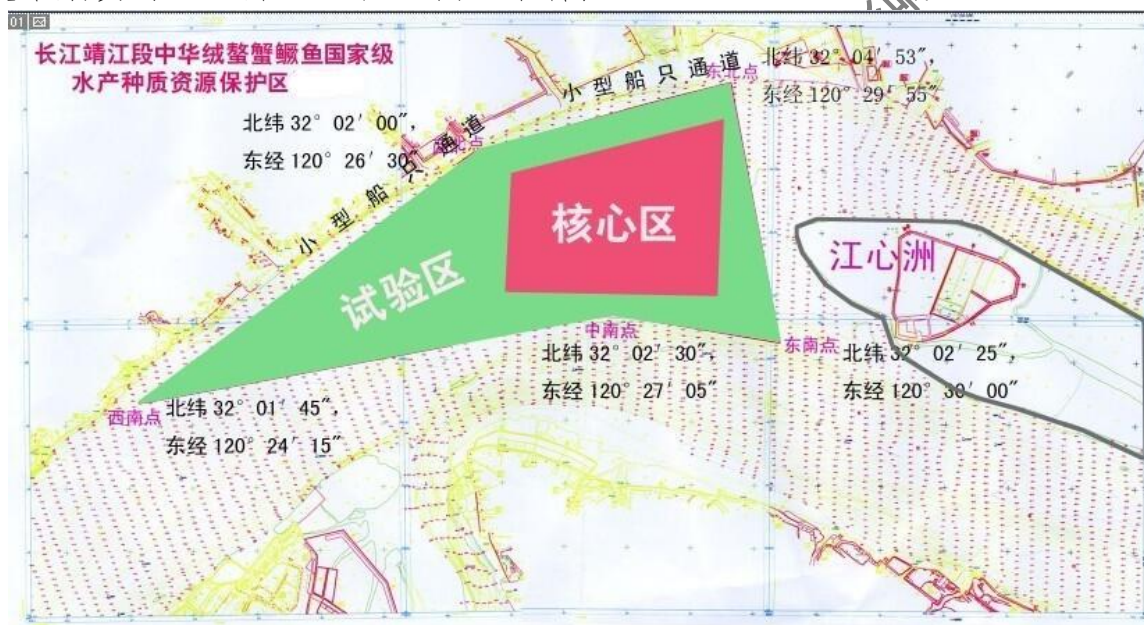 01
长江靖江段中华绒螯蟹鳜鱼国家级
水产种质资源保护区
北纬 32° 02′ 00″，
东经 120° 26′ 30″
小型船只通道
东北点
北纬 32° 04′ 53″，
东经 120° 29′ 55″
小型船只通道
核心区
试验区
江心洲
中南点
北纬 32° 02′ 30″，
东经 120° 27′ 05″
东南点
北纬 32° 02′ 25″，
东经 120° 30′ 00″
西南点
北纬 32° 01′ 45″，
东经 120° 24′ 15″